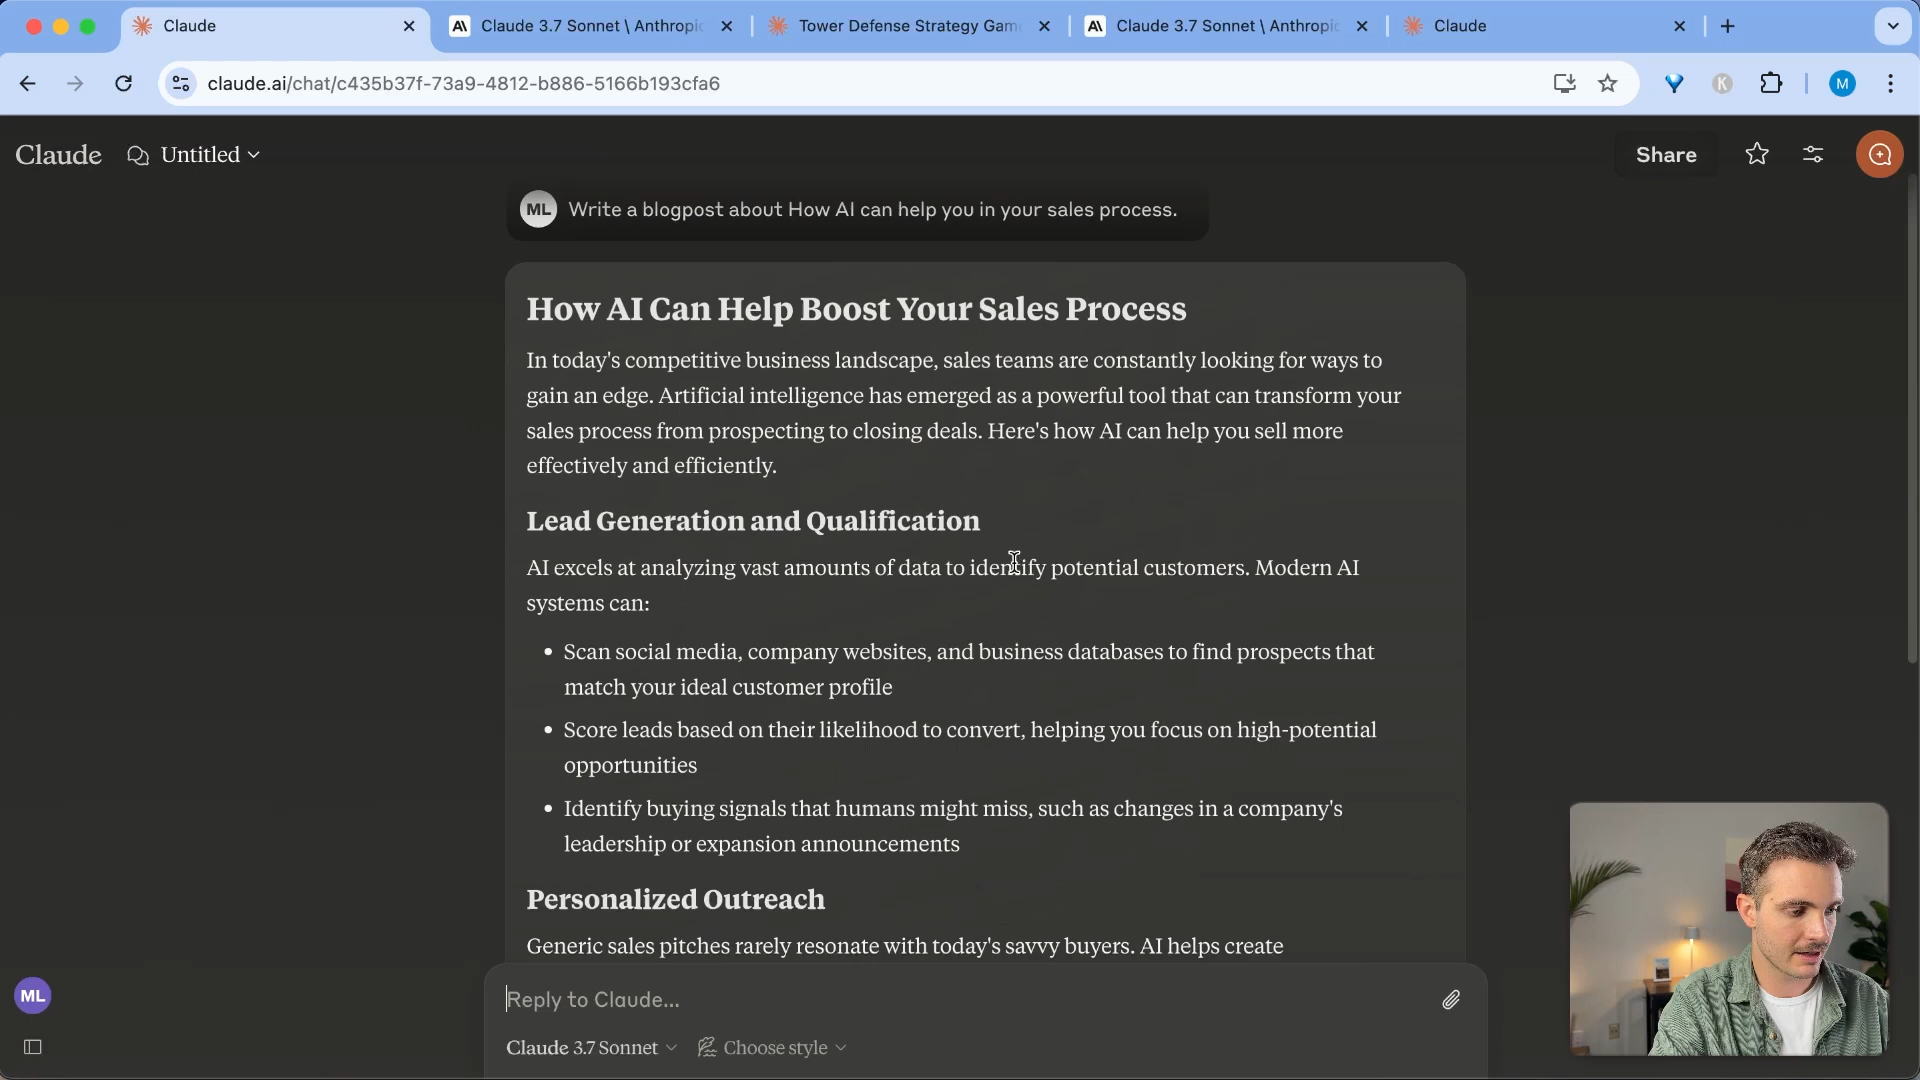 Claude
Claude 3.7 Sonnet \ Anthropic
Tower Defense Strategy Gam
Claude 3.7 Sonnet \ Anthropic
Claude
claude.ai/chat/c435b37f-73a9-4812-b886-5166b193cfa6
K
M
Claude
Untitled
Share
ML
Write a blogpost about How AI can help you in your sales process.
How AI Can Help Boost Your Sales Process
In today's competitive business landscape, sales teams are constantly looking for ways to
gain an edge. Artificial intelligence has emerged as a powerful tool that can transform your
sales process from prospecting to closing deals. Here's how AI can help you sell more
effectively and efficiently.
Lead Generation and Qualification
AI excels at analyzing vast amounts of data to identify potential customers. Modern AI
systems can:
• Scan social media, company websites, and business databases to find prospects that
match your ideal customer profile
• Score leads based on their likelihood to convert, helping you focus on high-potential
opportunities
• Identify buying signals that humans might miss, such as changes in a company's
leadership or expansion announcements
Personalized Outreach
Generic sales pitches rarely resonate with today's savvy buyers. AI helps create
Reply to Claude...
ML
Claude 3.7 Sonnet
Choose style